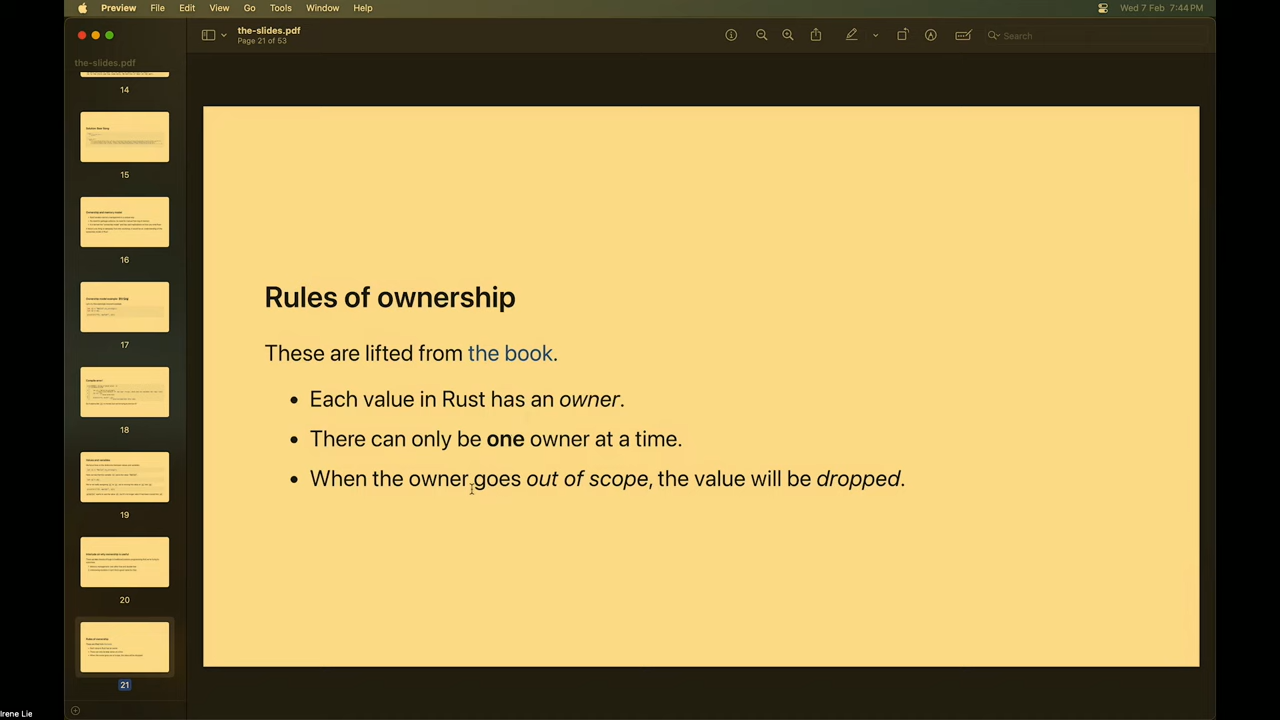 Preview File Edit View Go Tools Window Help Wed 7 Feb 7:44 PM
the-slides.pdf
Page 21 of 53
Search
the-slides.pdf
14
15
16
17
18
19
20
Rules of ownership
21
Rules of ownership
These are lifted from the book.
• Each value in Rust has an owner.
• There can only be one owner at a time.
• When the owner goes out of scope, the value will be dropped.
Irene Lie